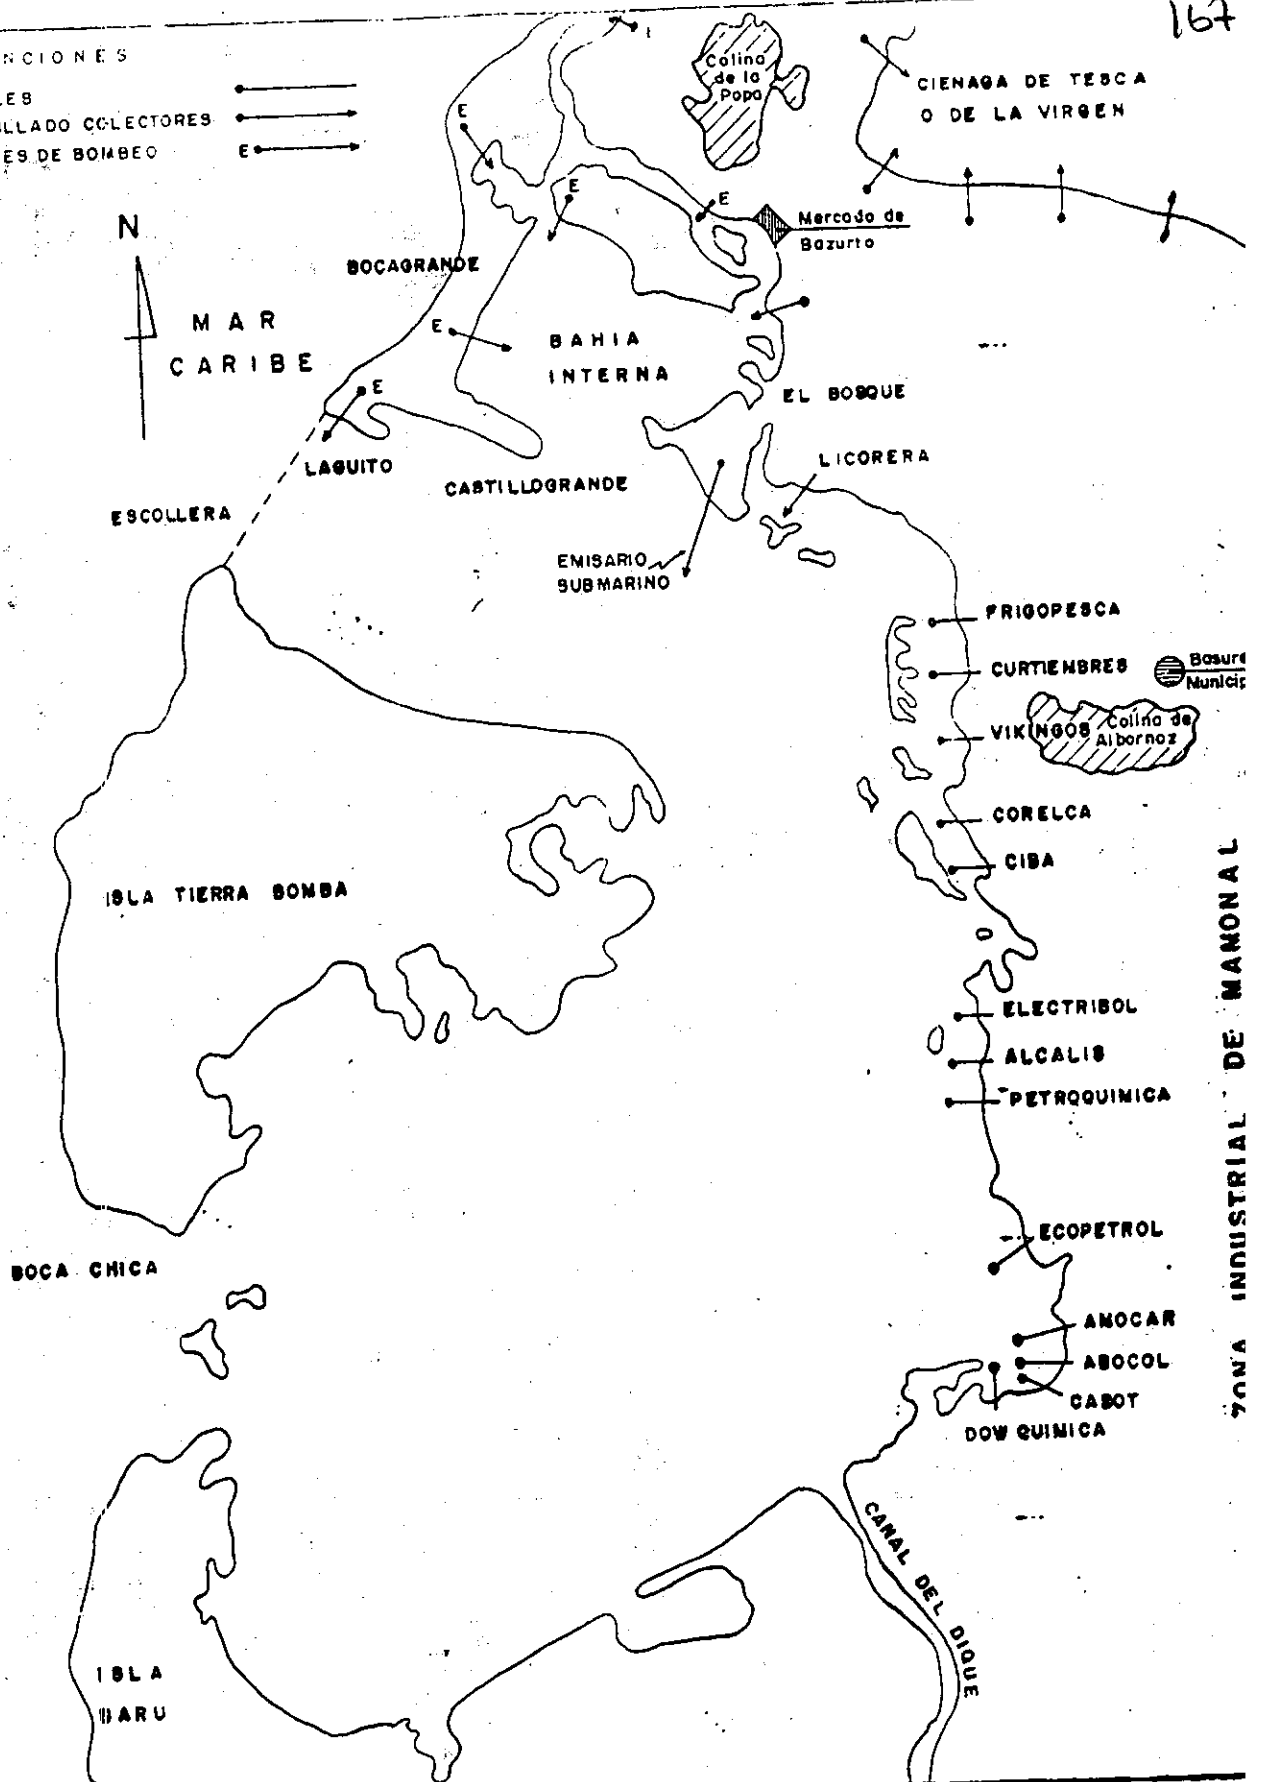 167
NCIONES
LES
LLADO COLECTORES
ES DE BOMBEO E
N
MAR
CARIBE
Colina
de la
Popa
CIENAGA DE TESCA
O DE LA VIRGEN
E
E
E
Mercado de
Bazurto
BOCAGRANDE
E
BAHIA
INTERNA
E
EL BOSQUE
LAGUITO
CASTILLOGRANDE
LICORERA
ESCOLLERA
EMISARIO
SUBMARINO
FRIGOPESCA
CURTIEMBRES
Basure
Municip
VIKINGOS
Colina de
Albornoz
CORELCA
CIBA
ISLA TIERRA BOMBA
ELECTRIBOL
ALCALIS
PETROQUIMICA
ZONA INDUSTRIAL DE MAMONAL
ECOPETROL
BOCA CHICA
AMOCAR
ABOCOL
CABOT
DOW QUIMICA
CANAL DEL DIQUE
ISLA
BARU